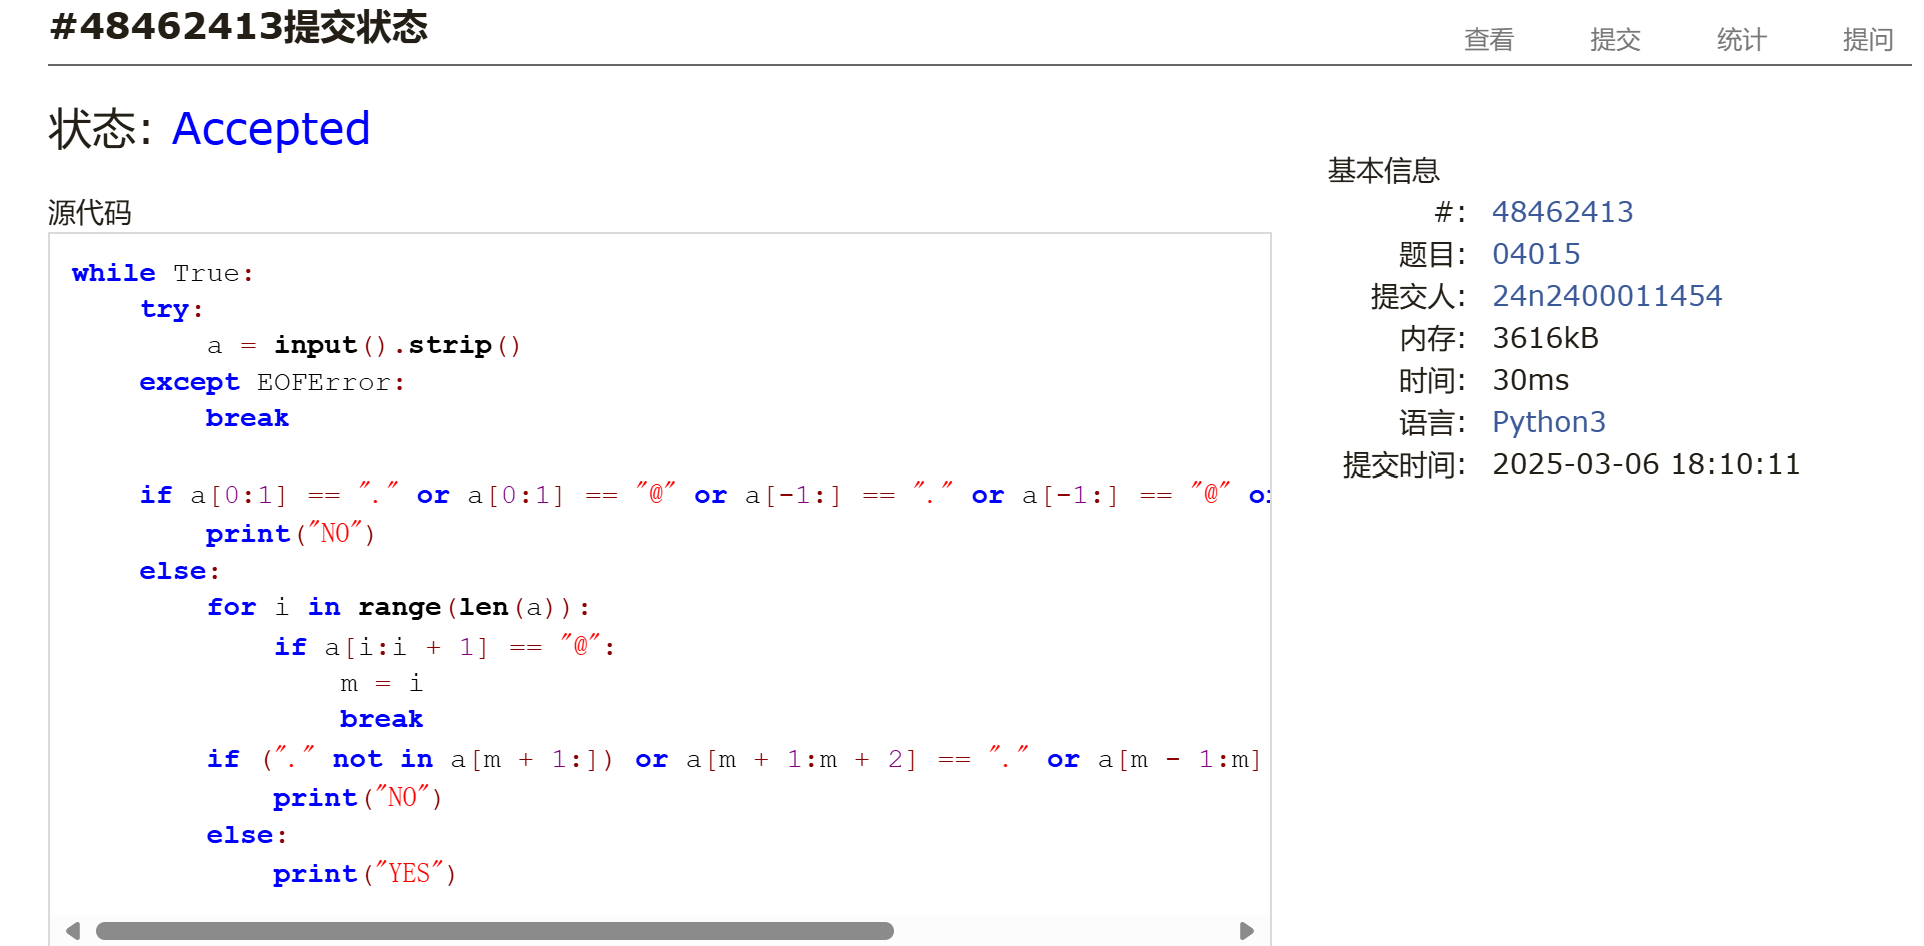 #48462413提交状态
查看 提交 统计 提问
状态: Accepted
源代码
while True:
    try:
        a = input().strip()
    except EOFError:
        break

    if a[0:1] == "." or a[0:1] == "@" or a[-1:] == "." or a[-1:] == "@" or
        print("NO")
    else:
        for i in range(len(a)):
            if a[i:i + 1] == "@":
                m = i
                break
        if ("." not in a[m + 1:]) or a[m + 1:m + 2] == "." or a[m - 1:m]
            print("NO")
        else:
            print("YES")
基本信息
#: 48462413
题目: 04015
提交人: 24n2400011454
内存: 3616kB
时间: 30ms
语言: Python3
提交时间: 2025-03-06 18:10:11